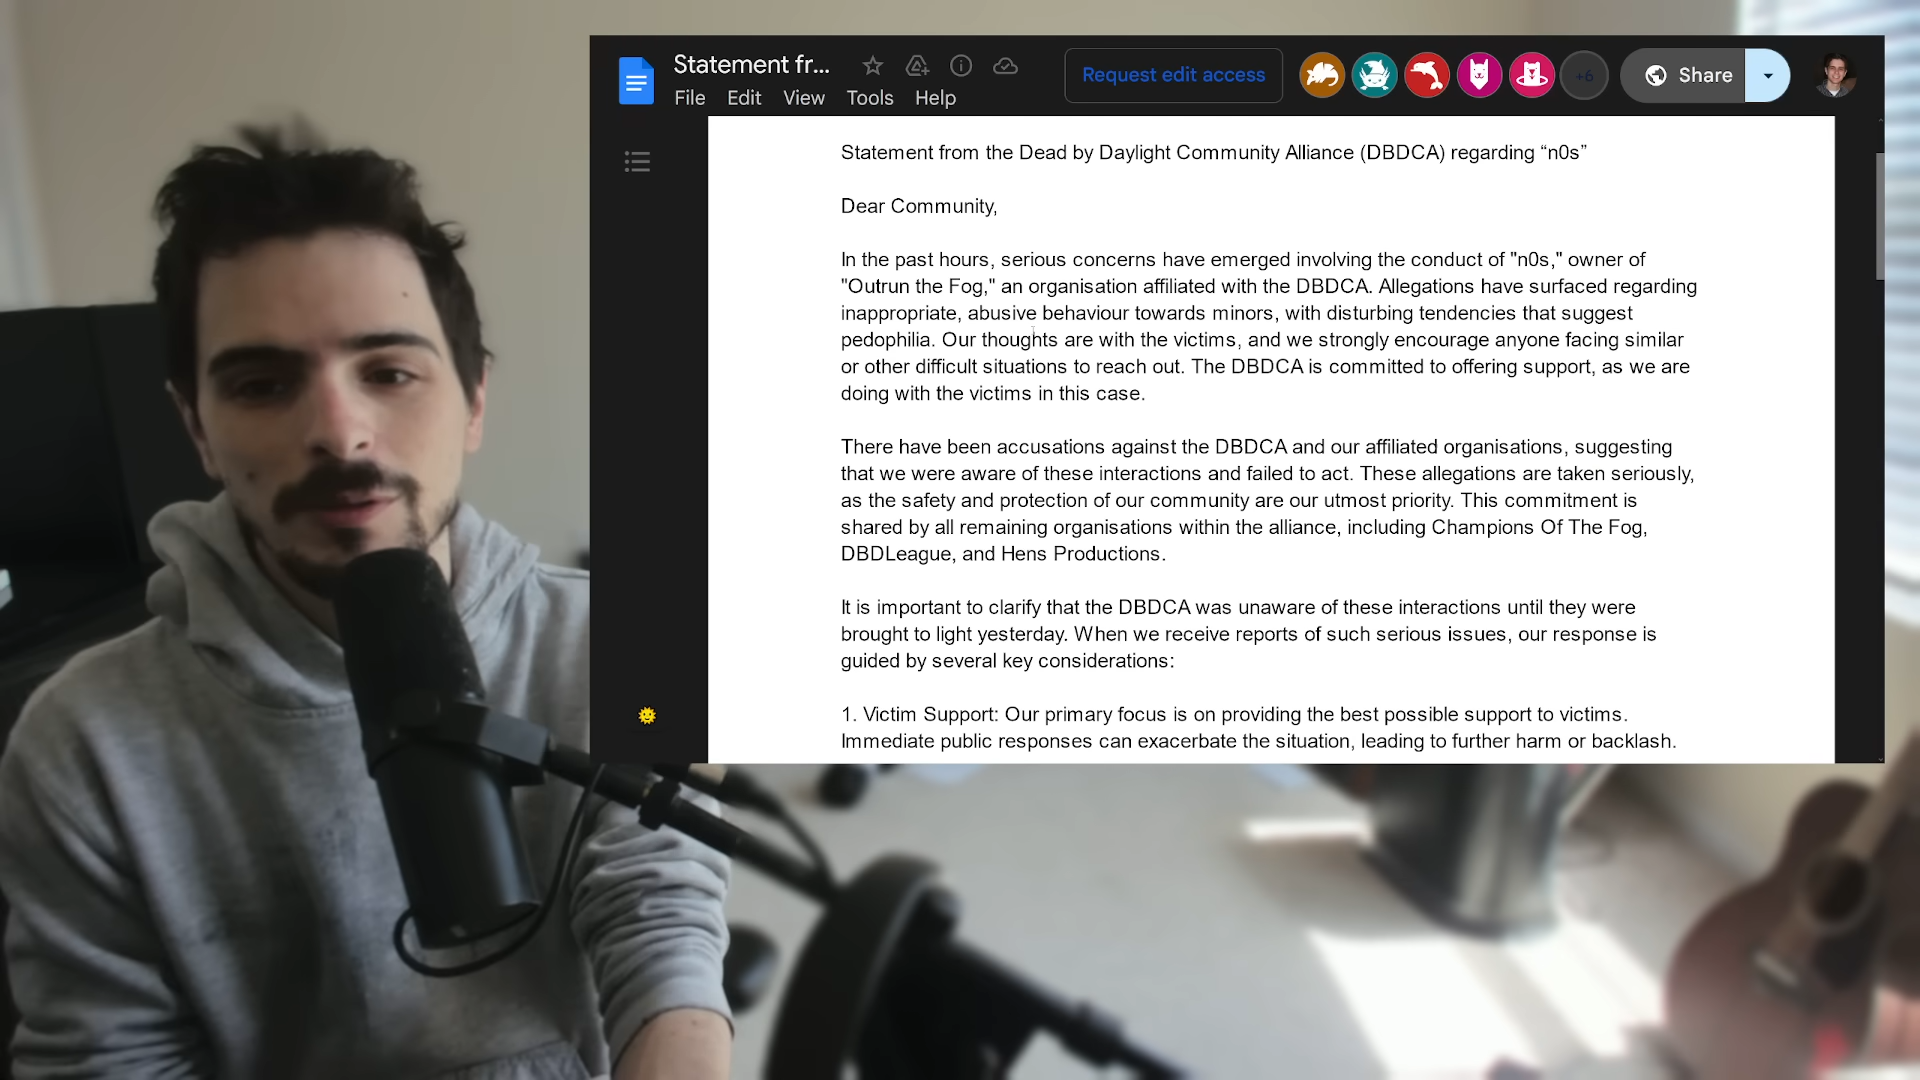 Statement fr...
File Edit View Tools Help
Request edit access
+6
Share
Statement from the Dead by Daylight Community Alliance (DBDCA) regarding “n0s”
Dear Community,
In the past hours, serious concerns have emerged involving the conduct of "n0s," owner of
"Outrun the Fog," an organisation affiliated with the DBDCA. Allegations have surfaced regarding
inappropriate, abusive behaviour towards minors, with disturbing tendencies that suggest
pedophilia. Our thoughts are with the victims, and we strongly encourage anyone facing similar
or other difficult situations to reach out. The DBDCA is committed to offering support, as we are
doing with the victims in this case.
There have been accusations against the DBDCA and our affiliated organisations, suggesting
that we were aware of these interactions and failed to act. These allegations are taken seriously,
as the safety and protection of our community are our utmost priority. This commitment is
shared by all remaining organisations within the alliance, including Champions Of The Fog,
DBDLeague, and Hens Productions.
It is important to clarify that the DBDCA was unaware of these interactions until they were
brought to light yesterday. When we receive reports of such serious issues, our response is
guided by several key considerations:
1. Victim Support: Our primary focus is on providing the best possible support to victims.
Immediate public responses can exacerbate the situation, leading to further harm or backlash.